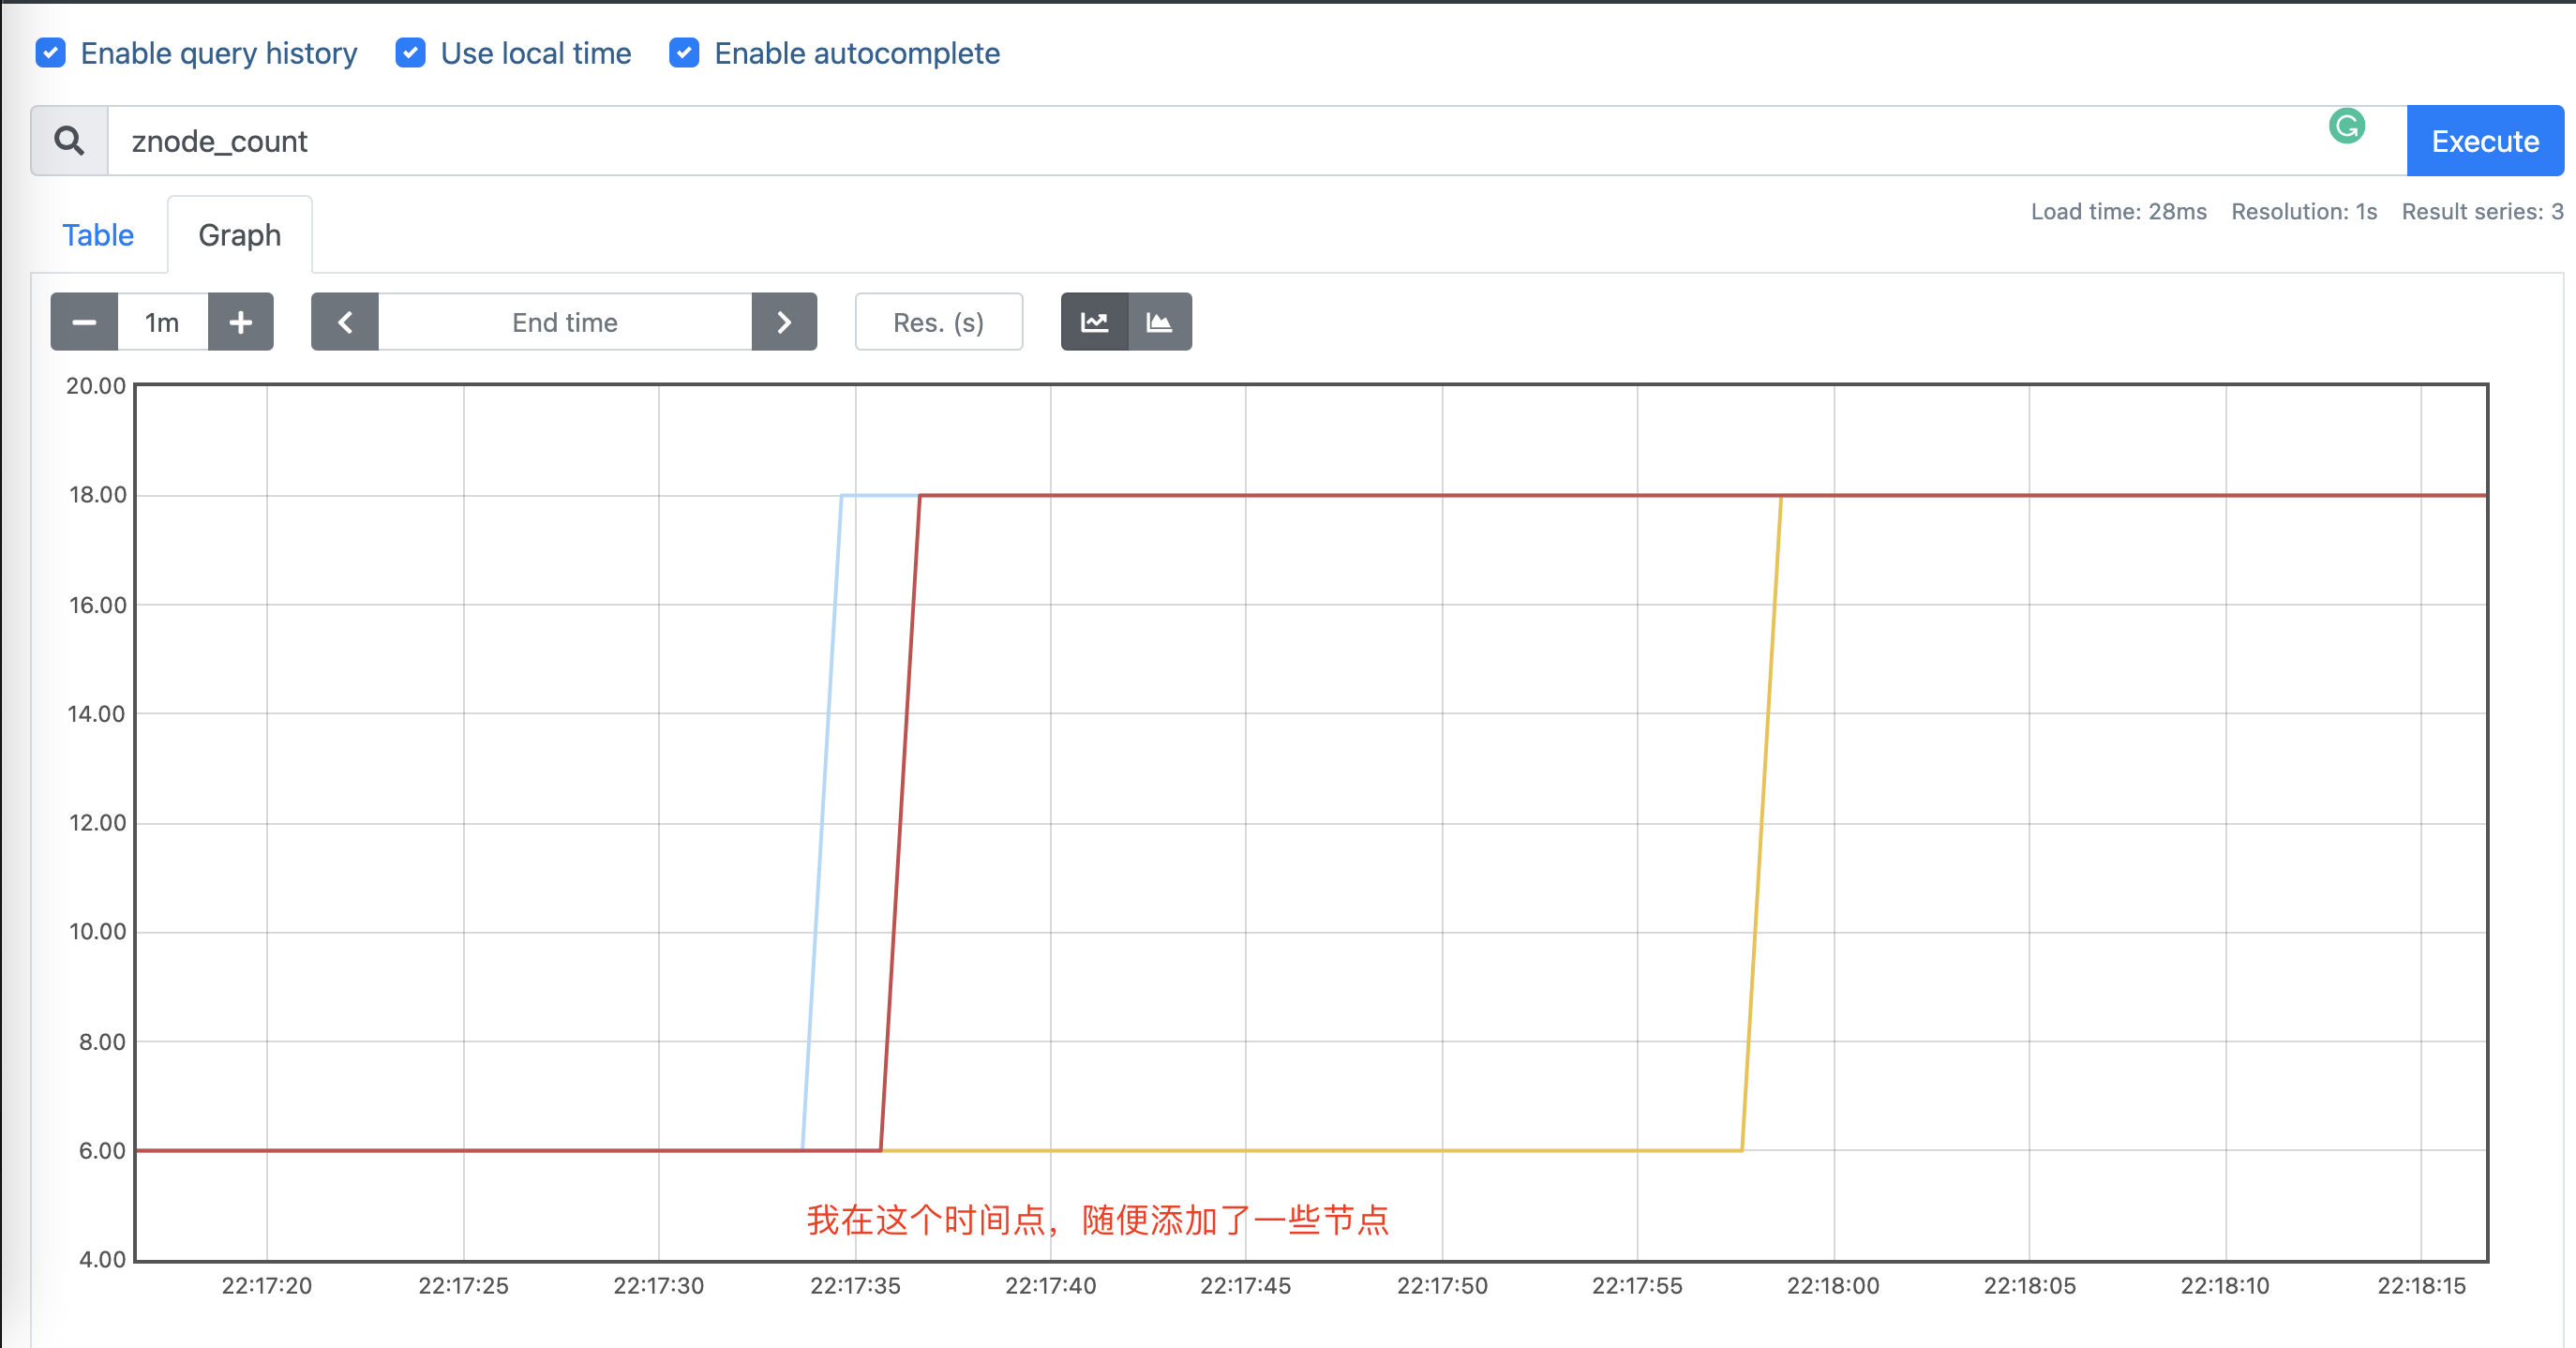 Enable query history Use local time Enable autocomplete
znode_count Execute
Load time: 28ms Resolution: 1s Result series: 3
Table Graph
1m End time Res. (s)
20.00
18.00
16.00
14.00
12.00
10.00
8.00
6.00
我在这个时间点，随便添加了一些节点
4.00
22:17:20 22:17:25 22:17:30 22:17:35 22:17:40 22:17:45 22:17:50 22:17:55 22:18:00 22:18:05 22:18:10 22:18:15